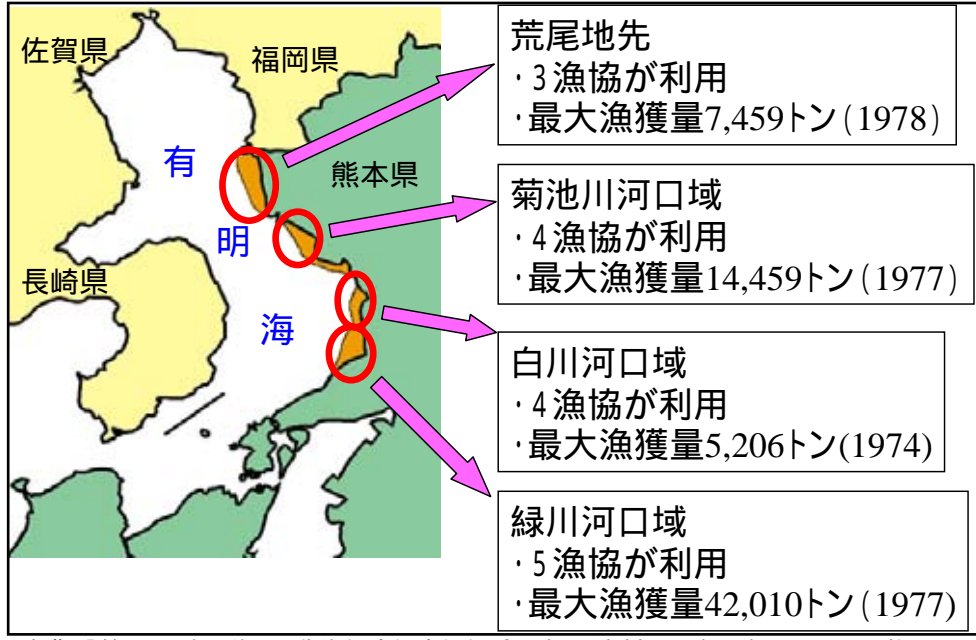 佐賀県
福岡県
熊本県
長崎県
有
明
海
荒尾地先
・3漁協が利用
・最大漁獲量7,459トン(1978)
菊池川河口域
・4漁協が利用
・最大漁獲量14,459トン(1977)
白川河口域
・4漁協が利用
・最大漁獲量5,206トン(1974)
緑川河口域
・5漁協が利用
・最大漁獲量42,010トン(1977)